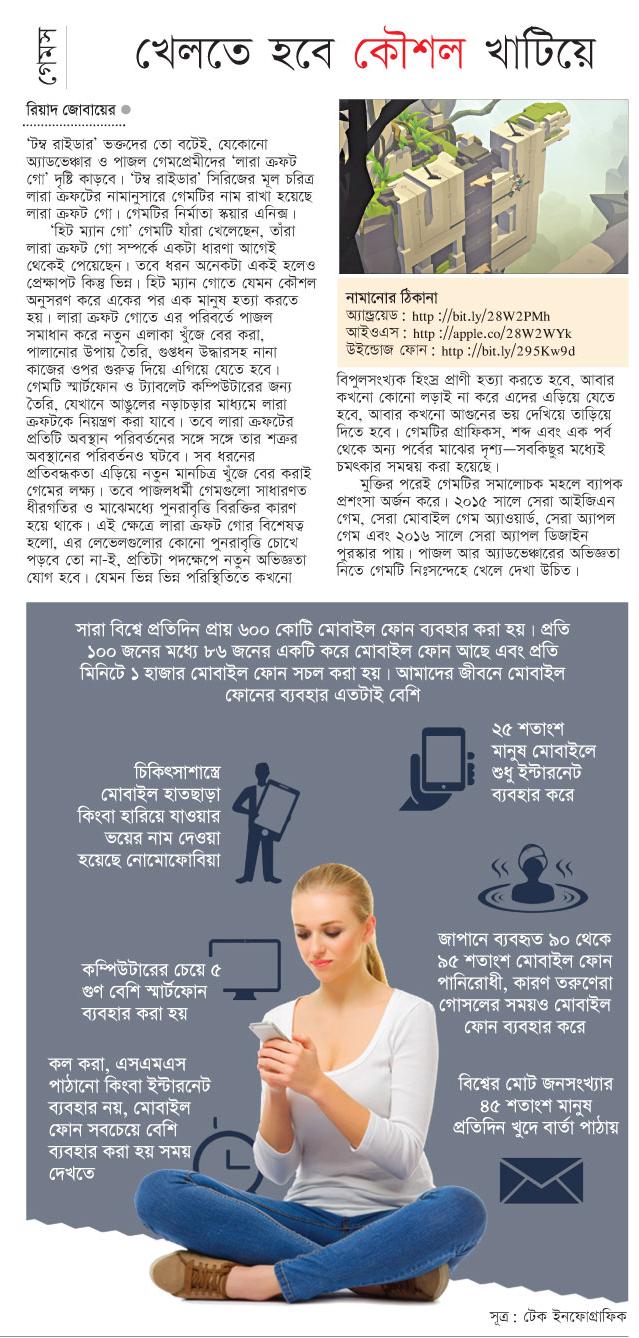 গেমস
খেলতে হবে কৌশল খাটিয়ে
রিয়াদ জোবায়ের
‘টম্ব রাইডার’ ভক্তদের তো বটেই, যেকোনো
অ্যাডভেঞ্চার ও পাজল গেমপ্রেমীদের ‘লারা ক্রফট
গো’ দৃষ্টি কাড়বে। ‘টম্ব রাইডার’ সিরিজের মূল চরিত্র
লারা ক্রফটের নামানুসারে গেমটির নাম রাখা হয়েছে
লারা ক্রফট গো। গেমটির নির্মাতা স্কয়ার এনিক্স।
‘হিট ম্যান গো’ গেমটি যাঁরা খেলেছেন, তাঁরা
লারা ক্রফট গো সম্পর্কে একটা ধারণা আগেই
থেকেই পেয়েছেন। তবে ধরন অনেকটা একই হলেও
প্রেক্ষাপট কিন্তু ভিন্ন। হিট ম্যান গোতে যেমন কৌশল
অনুসরণ করে একের পর এক মানুষ হত্যা করতে
হয়। লারা ক্রফট গোতে এর পরিবর্তে পাজল
সমাধান করে নতুন এলাকা খুঁজে বের করা,
পালানোর উপায় তৈরি, গুপ্তধন উদ্ধারসহ নানা
কাজের ওপর গুরুত্ব দিয়ে এগিয়ে যেতে হবে।
গেমটি স্মার্টফোন ও ট্যাবলেট কম্পিউটারের জন্য
তৈরি, যেখানে আঙুলের নড়াচড়ার মাধ্যমে লারা
ক্রফটকে নিয়ন্ত্রণ করা যাবে। তবে লারা ক্রফটের
প্রতিটি অবস্থান পরিবর্তনের সঙ্গে সঙ্গে তার শত্রুর
অবস্থানের পরিবর্তনও ঘটবে। সব ধরনের
প্রতিবন্ধকতা এড়িয়ে নতুন মানচিত্র খুঁজে বের করাই
গেমের লক্ষ্য। তবে পাজলধর্মী গেমগুলো সাধারণত
ধীরগতির ও মাঝেমধ্যে পুনরাবৃত্তি বিরক্তির কারণ
হয়ে থাকে। এই ক্ষেত্রে লারা ক্রফট গোর বিশেষত্ব
হলো, এর লেভেলগুলোর কোনো পুনরাবৃত্তি চোখে
পড়বে তো না-ই, প্রতিটা পদক্ষেপে নতুন অভিজ্ঞতা
যোগ হবে। যেমন ভিন্ন ভিন্ন পরিস্থিতিতে কখনো
নামানোর ঠিকানা
অ্যান্ড্রয়েড : http ://bit.ly/28W2PMh
আইওএস : http ://apple.co/28W2WYk
উইন্ডোজ ফোন : http ://bit.ly/295Kw9d
বিপুলসংখ্যক হিংস্র প্রাণী হত্যা করতে হবে, আবার
কখনো কোনো লড়াই না করে এদের এড়িয়ে যেতে
হবে, আবার কখনো আগুনের ভয় দেখিয়ে তাড়িয়ে
দিতে হবে। গেমটির গ্রাফিকস, শব্দ এবং এক পর্ব
থেকে অন্য পর্বের মাঝের দৃশ্য—সবকিছুর মধ্যেই
চমৎকার সমন্বয় করা হয়েছে।
মুক্তির পরেই গেমটির সমালোচক মহলে ব্যাপক
প্রশংসা অর্জন করে। ২০১৫ সালে সেরা আইজিএন
গেম, সেরা মোবাইল গেম অ্যাওয়ার্ড, সেরা অ্যাপল
গেম এবং ২০১৬ সালে সেরা অ্যাপল ডিজাইন
পুরস্কার পায়। পাজল আর অ্যাডভেঞ্চারের অভিজ্ঞতা
নিতে গেমটি নিঃসন্দেহে খেলে দেখা উচিত।
সারা বিশ্বে প্রতিদিন প্রায় ৬০০ কোটি মোবাইল ফোন ব্যবহার করা হয়। প্রতি
১০০ জনের মধ্যে ৮৬ জনের একটি করে মোবাইল ফোন আছে এবং প্রতি
মিনিটে ১ হাজার মোবাইল ফোন সচল করা হয়। আমাদের জীবনে মোবাইল
ফোনের ব্যবহার এতটাই বেশি
২৫ শতাংশ
মানুষ মোবাইলে
শুধু ইন্টারনেট
ব্যবহার করে
চিকিৎসাশাস্ত্রে
মোবাইল হাতছাড়া
কিংবা হারিয়ে যাওয়ার
ভয়ের নাম দেওয়া
হয়েছে নোমোফোবিয়া
জাপানে ব্যবহৃত ৯০ থেকে
৯৫ শতাংশ মোবাইল ফোন
পানিরোধী, কারণ তরুণেরা
গোসলের সময়ও মোবাইল
ফোন ব্যবহার করে
কম্পিউটারের চেয়ে ৫
গুণ বেশি স্মার্টফোন
ব্যবহার করা হয়
কল করা, এসএমএস
পাঠানো কিংবা ইন্টারনেট
ব্যবহার নয়, মোবাইল
ফোন সবচেয়ে বেশি
ব্যবহার করা হয় সময়
দেখতে
বিশ্বের মোট জনসংখ্যার
৪৫ শতাংশ মানুষ
প্রতিদিন খুদে বার্তা পাঠায়
সূত্র : টেক ইনফোগ্রাফিক